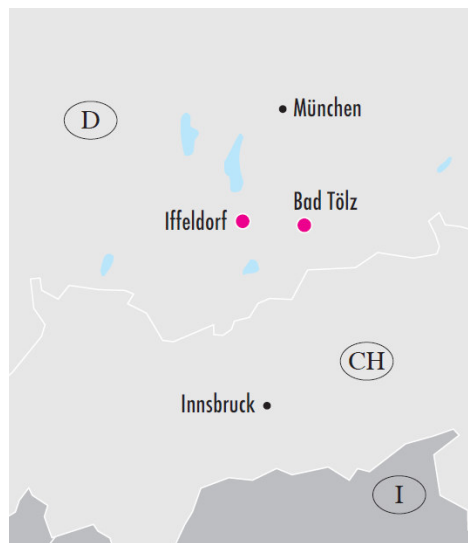 München
D
Bad Tölz
Iffeldorf
CH
Innsbruck
I